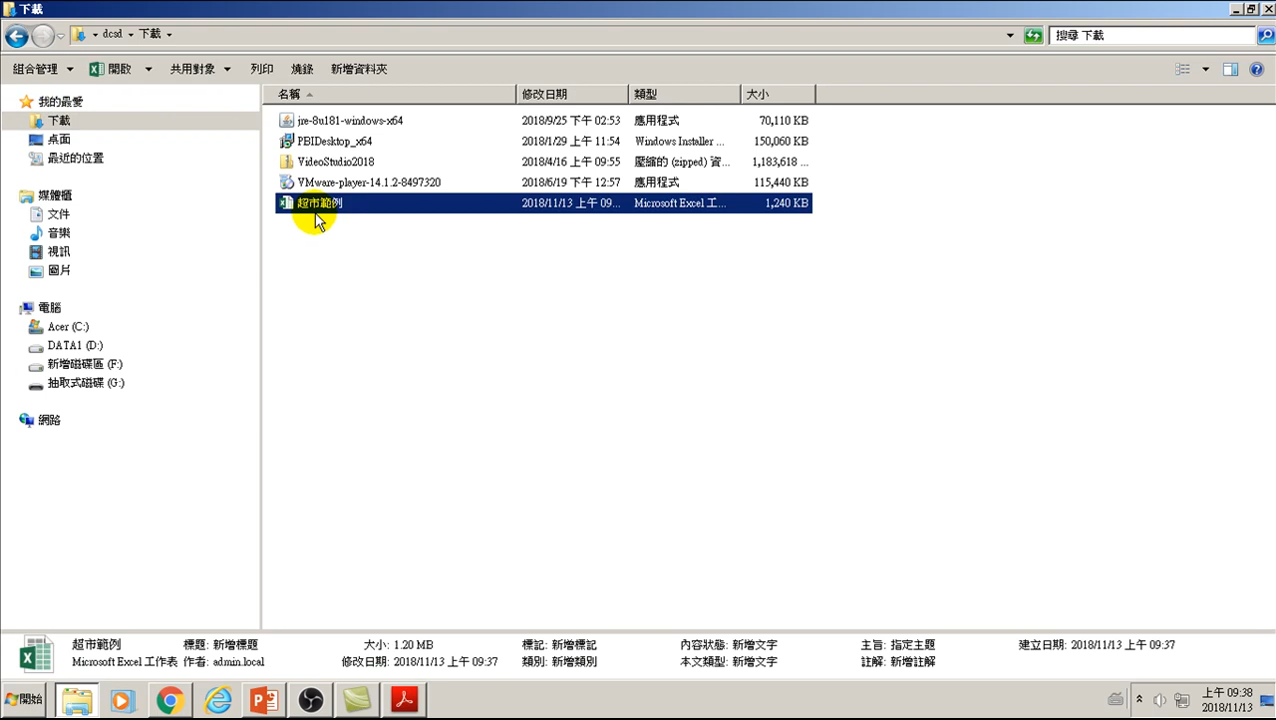 下載
dcsd 下載
搜尋 下載
組合管理 開啟 共用對象 列印 燒錄 新增資料夾
名稱 修改日期 類型 大小
我的最愛
下載
桌面
最近的位置
媒體櫃
文件
音樂
視訊
圖片
電腦
Acer (C:)
DATA1 (D:)
新增磁碟區 (F:)
抽取式磁碟 (G:)
網路
jre-8u181-windows-x64 2018/9/25 下午 02:53 應用程式 70,110 KB
PBIDesktop_x64 2018/1/29 上午 11:54 Windows Installer ... 150,060 KB
VideoStudio2018 2018/4/16 上午 09:55 壓縮的 (zipped) 資... 1,183,618 ...
VMware-player-14.1.2-8497320 2018/6/19 下午 12:57 應用程式 115,440 KB
超市範例 2018/11/13 上午 09:... Microsoft Excel 工... 1,240 KB
超市範例 標題: 新增標題 大小: 1.20 MB 標記: 新增標記 內容狀態: 新增文字 主旨: 指定主題 建立日期: 2018/11/13 上午 09:37
Microsoft Excel 工作表 作者: admin.local 修改日期: 2018/11/13 上午 09:37 類別: 新增類別 本文類型: 新增文字 註解: 新增註解
開始
上午 09:38
2018/11/13